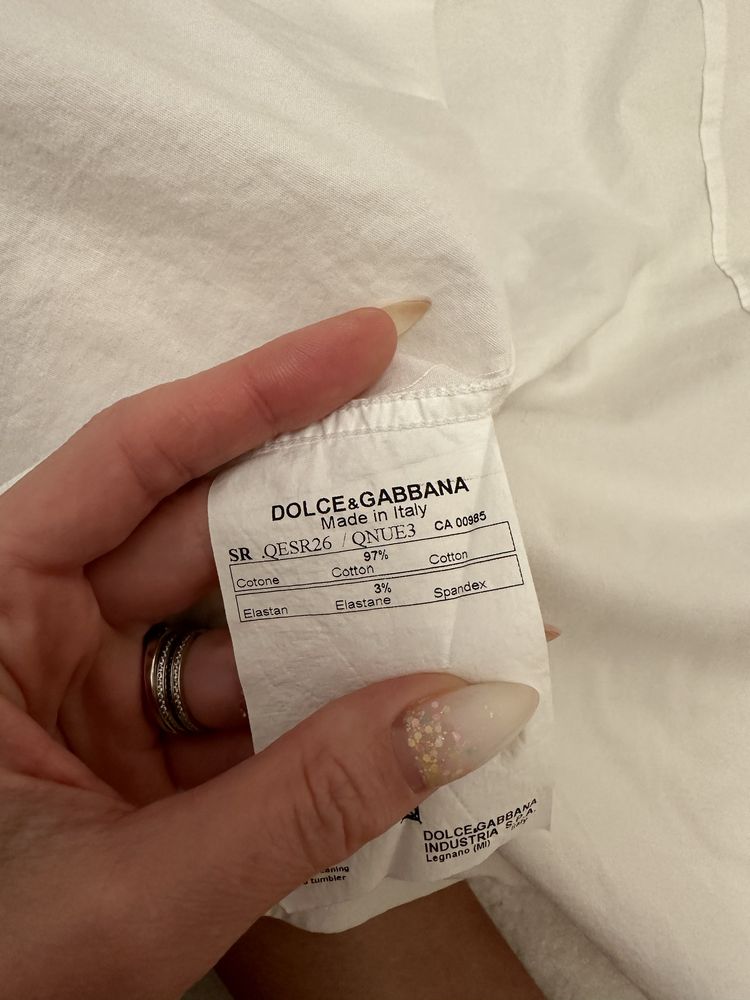 DOLCE&GABBANA
Made in Italy
SR .QESR26 / QNUE3 CA 00985
97%
Cotone Cotton Cotton
3%
Elastan Elastane Spandex
DOLCE&GABBANA
INDUSTRIA S.P.A.
Legnano (MI) Italy
tumbler